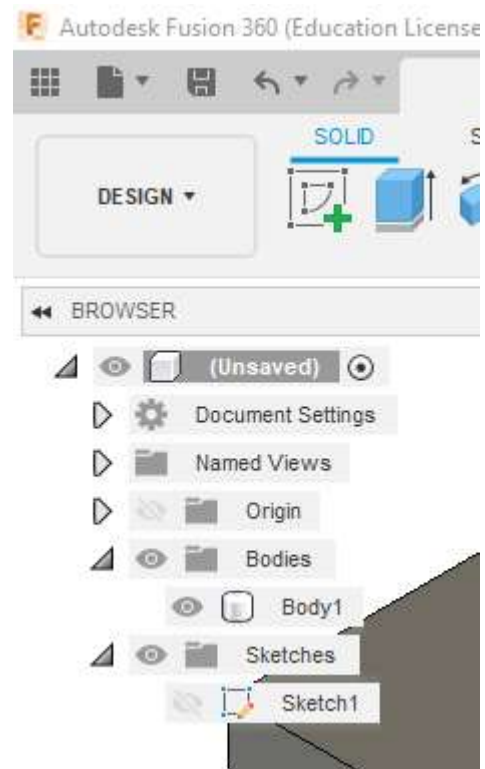 Autodesk Fusion 360 (Education License
SOLID
S
DESIGN
BROWSER
(Unsaved)
Document Settings
Named Views
Origin
Bodies
Body1
Sketches
Sketch1